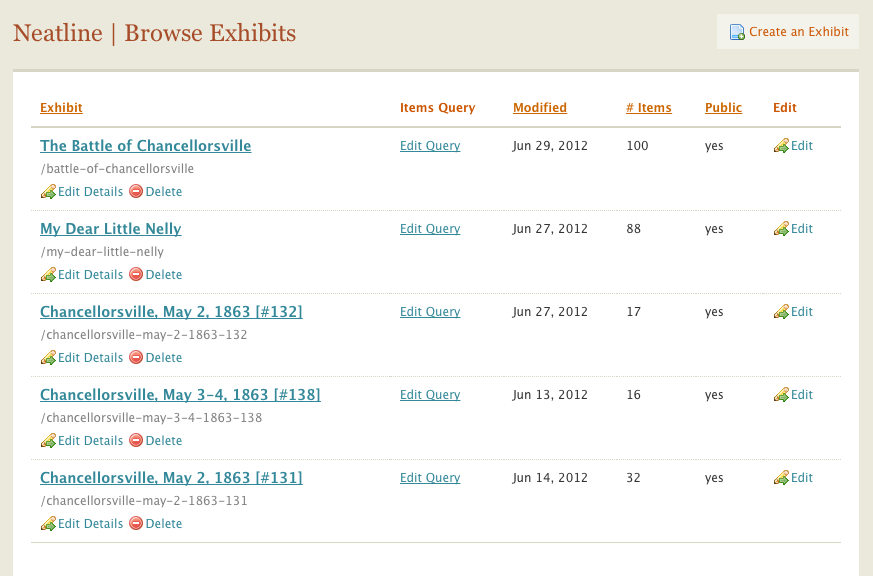 Neatline | Browse Exhibits
Create an Exhibit
Exhibit Items Query Modified # Items Public Edit
The Battle of Chancellorsville Edit Query Jun 29, 2012 100 yes Edit
/battle-of-chancellorsville
Edit Details Delete
My Dear Little Nelly Edit Query Jun 27, 2012 88 yes Edit
/my-dear-little-nelly
Edit Details Delete
Chancellorsville, May 2, 1863 [#132] Edit Query Jun 27, 2012 17 yes Edit
/chancellorsville-may-2-1863-132
Edit Details Delete
Chancellorsville, May 3-4, 1863 [#138] Edit Query Jun 13, 2012 16 yes Edit
/chancellorsville-may-3-4-1863-138
Edit Details Delete
Chancellorsville, May 2, 1863 [#131] Edit Query Jun 14, 2012 32 yes Edit
/chancellorsville-may-2-1863-131
Edit Details Delete